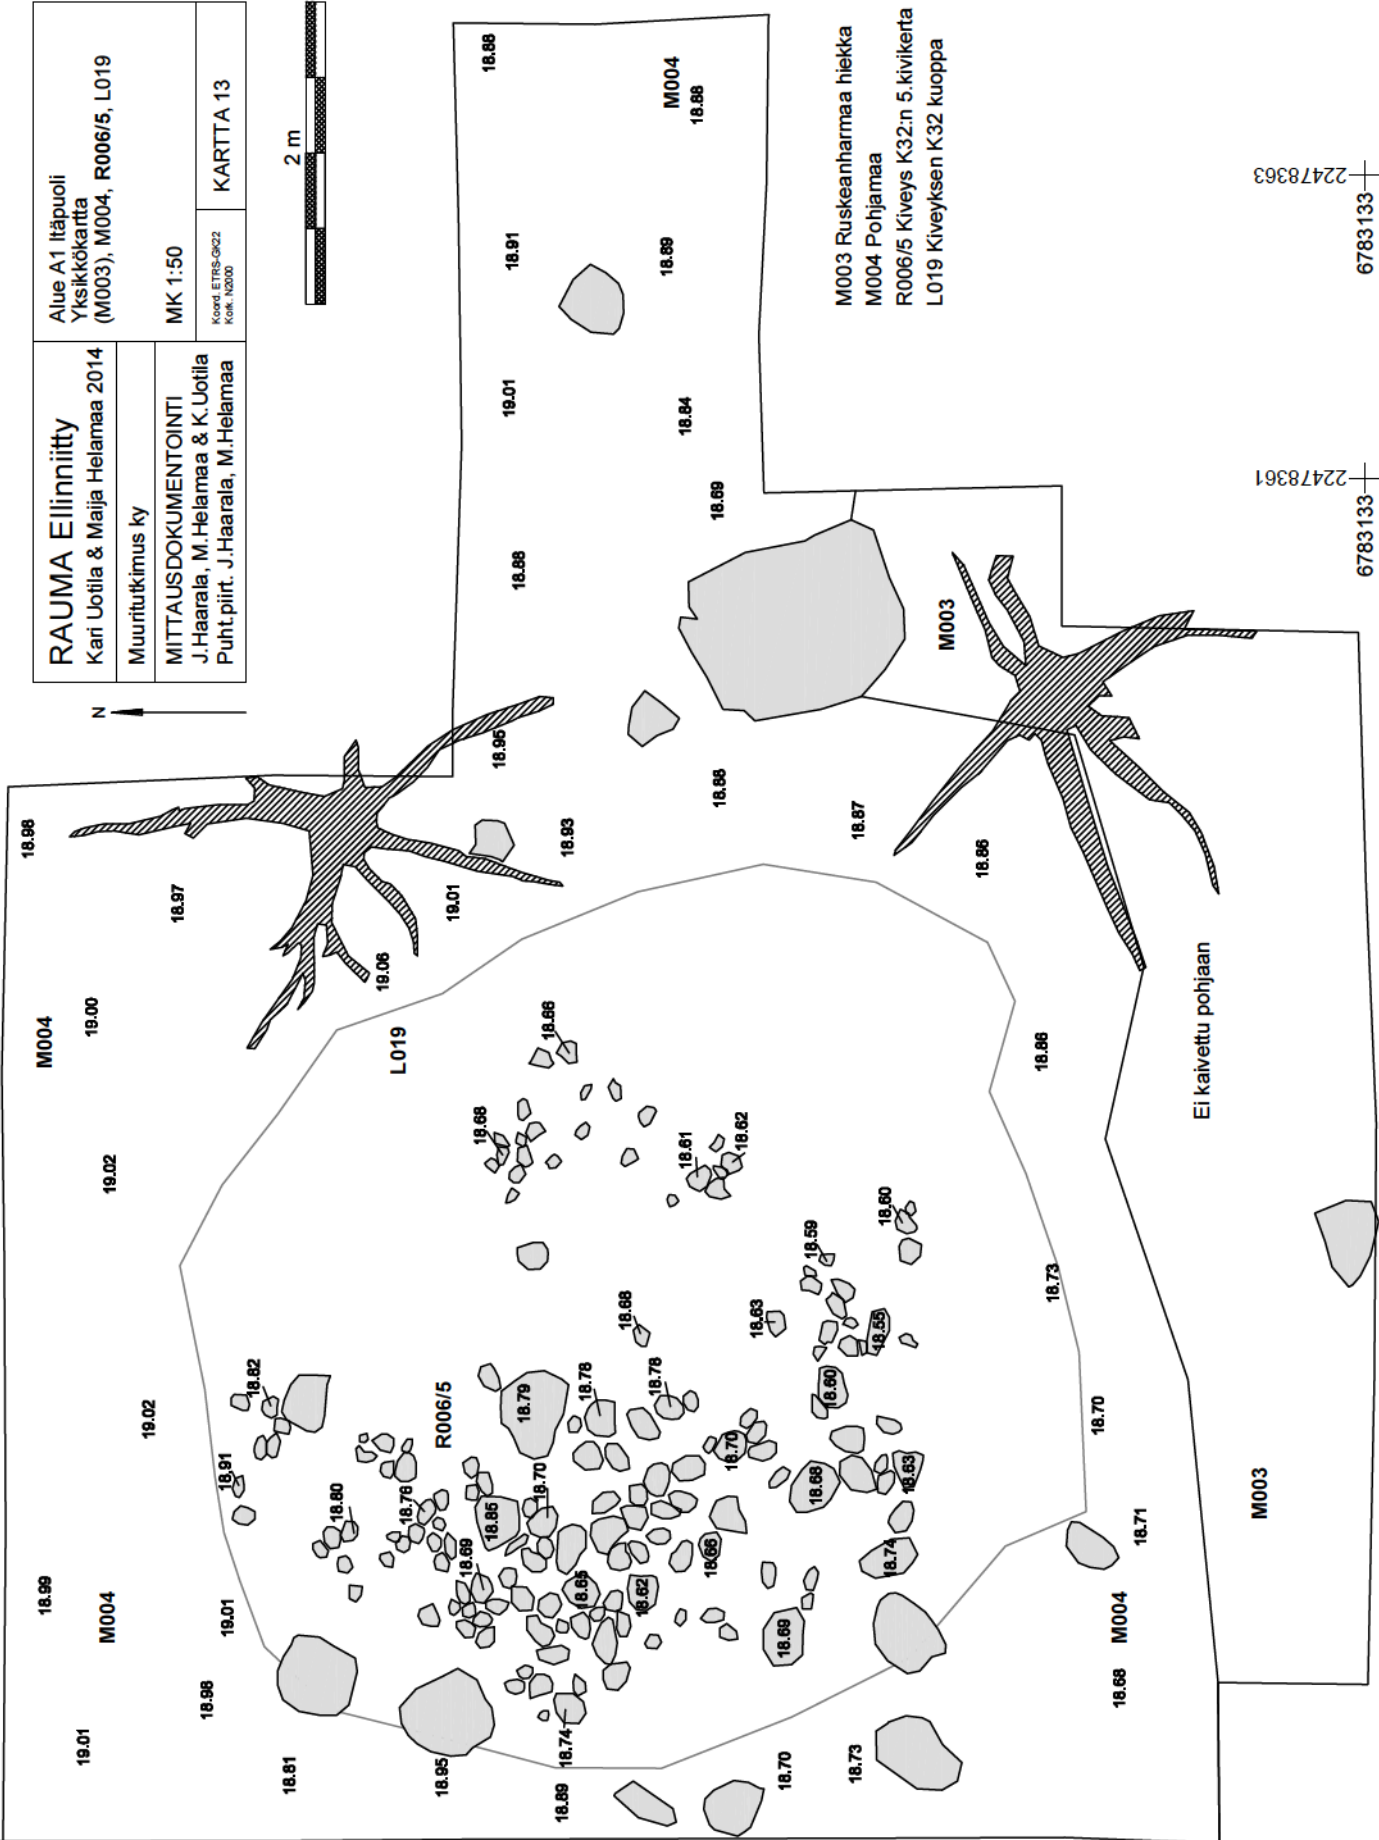 RAUMA Ellinniitty
Kari Uotila & Maija Helamaa 2014
Muuritutkimus ky
MITTAUSDOKUMENTOINTI
J.Haarala, M.Helamaa & K.Uotila
Puht.piirt. J.Haarala, M.Helamaa
Alue A1 Itäpuoli
Yksikkökartta
(M003), M004, R006/5, L019
MK 1:50
Koord. ETRS-GK22
Kork. N2000
KARTTA 13
N
2 m
M003 Ruskeanharmaa hiekka
M004 Pohjamaa
R006/5 Kiveys K32:n 5.kivikerta
L019 Kiveyksen K32 kuoppa
22478363
6783133
22478361
6783133
18.88
M004
18.88
18.91
18.89
19.01
18.84
18.69
18.88
M003
18.95
18.88
18.98
18.93
18.87
18.86
18.97
19.01
19.06
M004
19.00
L019
18.66
18.86
Ei kaivettu pohjaan
19.02
18.68
18.61
18.62
18.60
18.59
18.73
18.68
18.63
18.55
18.82
19.02
R006/5
18.79
18.78
18.78
18.60
18.70
18.91
18.80
18.76
18.85
18.70
18.70
18.68
18.63
M003
18.71
18.99
M004
19.01
18.69
18.65
18.62
18.66
18.74
18.69
M004
18.68
18.98
19.01
18.81
18.95
18.74
18.89
18.70
18.73